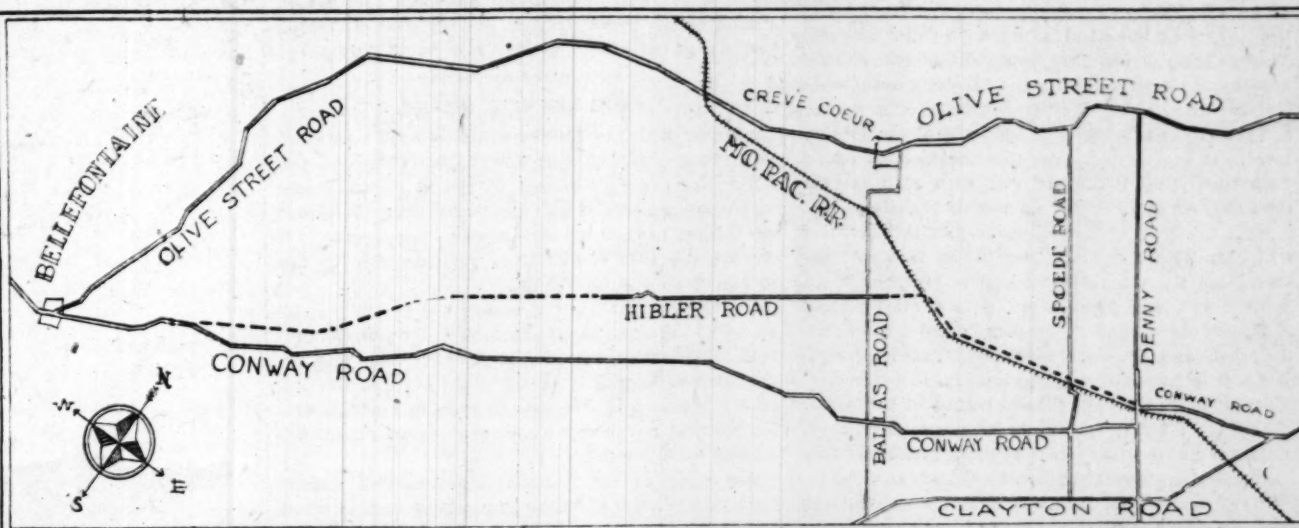 BELLEFONTAINE
OLIVE STREET ROAD
CREVE COEUR
OLIVE STREET ROAD
MO. PAC. R.R.
SPOEDE ROAD
DENNY ROAD
HIBLER ROAD
BALLAS ROAD
CONWAY ROAD
CONWAY ROAD
CONWAY ROAD
CLAYTON ROAD
N
W
S
E